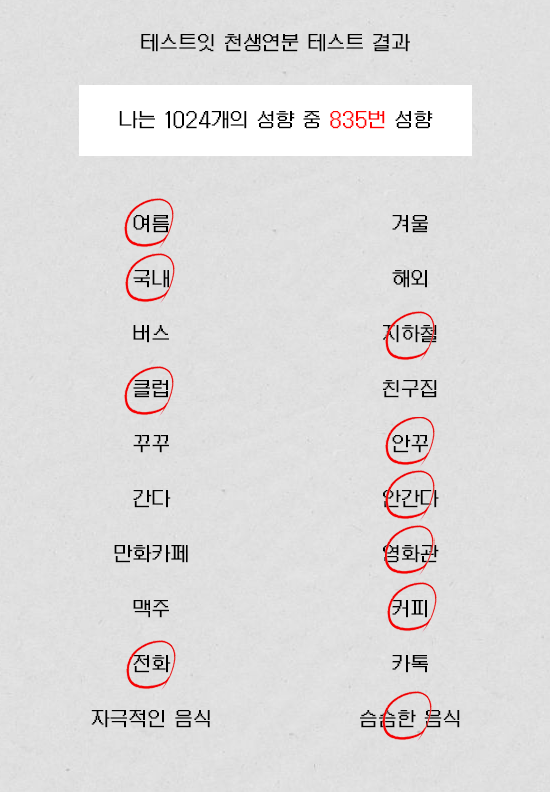 테스트잇 천생연분 테스트 결과
나는 1024개의 성향 중 835번 성향
여름 겨울
국내 해외
버스 지하철
클럽 친구집
꾸꾸 안꾸
간다 안간다
만화카페 영화관
맥주 커피
전화 카톡
자극적인 음식 슴슴한 음식